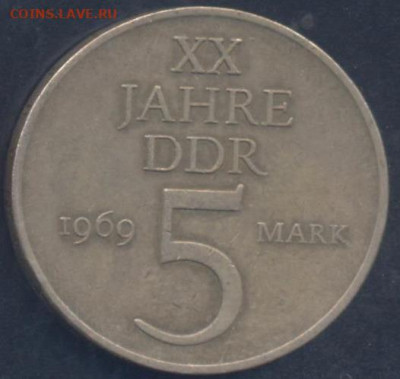 COINS.LAVE.RU
XX
JAHRE
DDR
1969 5 MARK